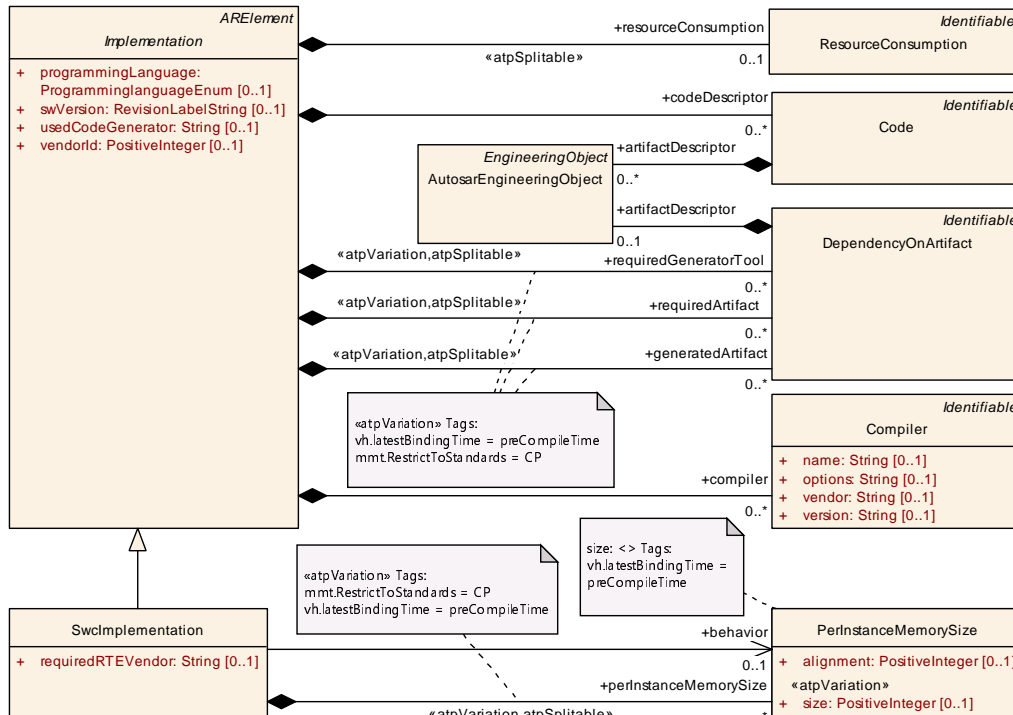 ARElement
Implementation
+ programmingLanguage:
ProgramminglanguageEnum [0..1]
+ swVersion: RevisionLabelString [0..1]
+ usedCodeGenerator: String [0..1]
+ vendorId: PositiveInteger [0..1]
+resourceConsumption
«atpSplitable»
0..1
Identifiable
ResourceConsumption
+codeDescriptor
0..*
Identifiable
Code
+artifactDescriptor
0..*
EngineeringObject
AutosarEngineeringObject
+artifactDescriptor
0..1
Identifiable
DependencyOnArtifact
«atpVariation,atpSplitable»
+requiredGeneratorTool
0..*
«atpVariation,atpSplitable»
+requiredArtifact
0..*
«atpVariation,atpSplitable»
+generatedArtifact
0..*
«atpVariation» Tags:
vh.latestBindingTime = preCompileTime
mmt.RestrictToStandards = CP
Identifiable
Compiler
+ name: String [0..1]
+ options: String [0..1]
+ vendor: String [0..1]
+ version: String [0..1]
+compiler
0..*
size: <> Tags:
vh.latestBindingTime =
preCompileTime
«atpVariation» Tags:
mmt.RestrictToStandards = CP
vh.latestBindingTime = preCompileTime
SwcImplementation
+ requiredRTEVendor: String [0..1]
+behavior
0..1
PerInstanceMemorySize
+ alignment: PositiveInteger [0..1]
«atpVariation»
+ size: PositiveInteger [0..1]
+perInstanceMemorySize
«atpVariation,atpSplitable»
*